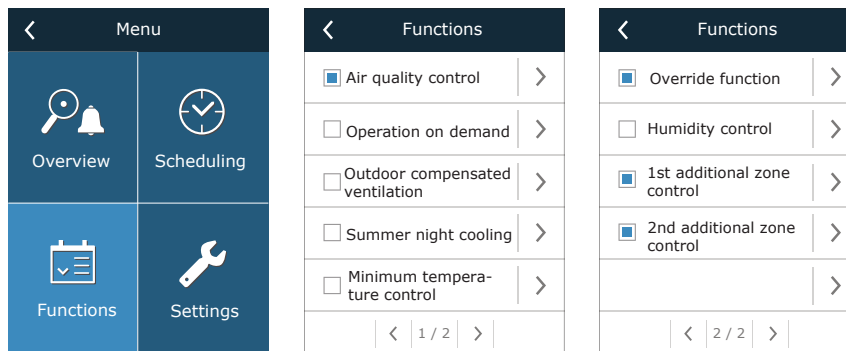 Menu
Overview
Scheduling
Functions
Settings
Functions
Air quality control
Operation on demand
Outdoor compensated
ventilation
Summer night cooling
Minimum tempera-
ture control
1 / 2
Functions
Override function
Humidity control
1st additional zone
control
2nd additional zone
control
2 / 2